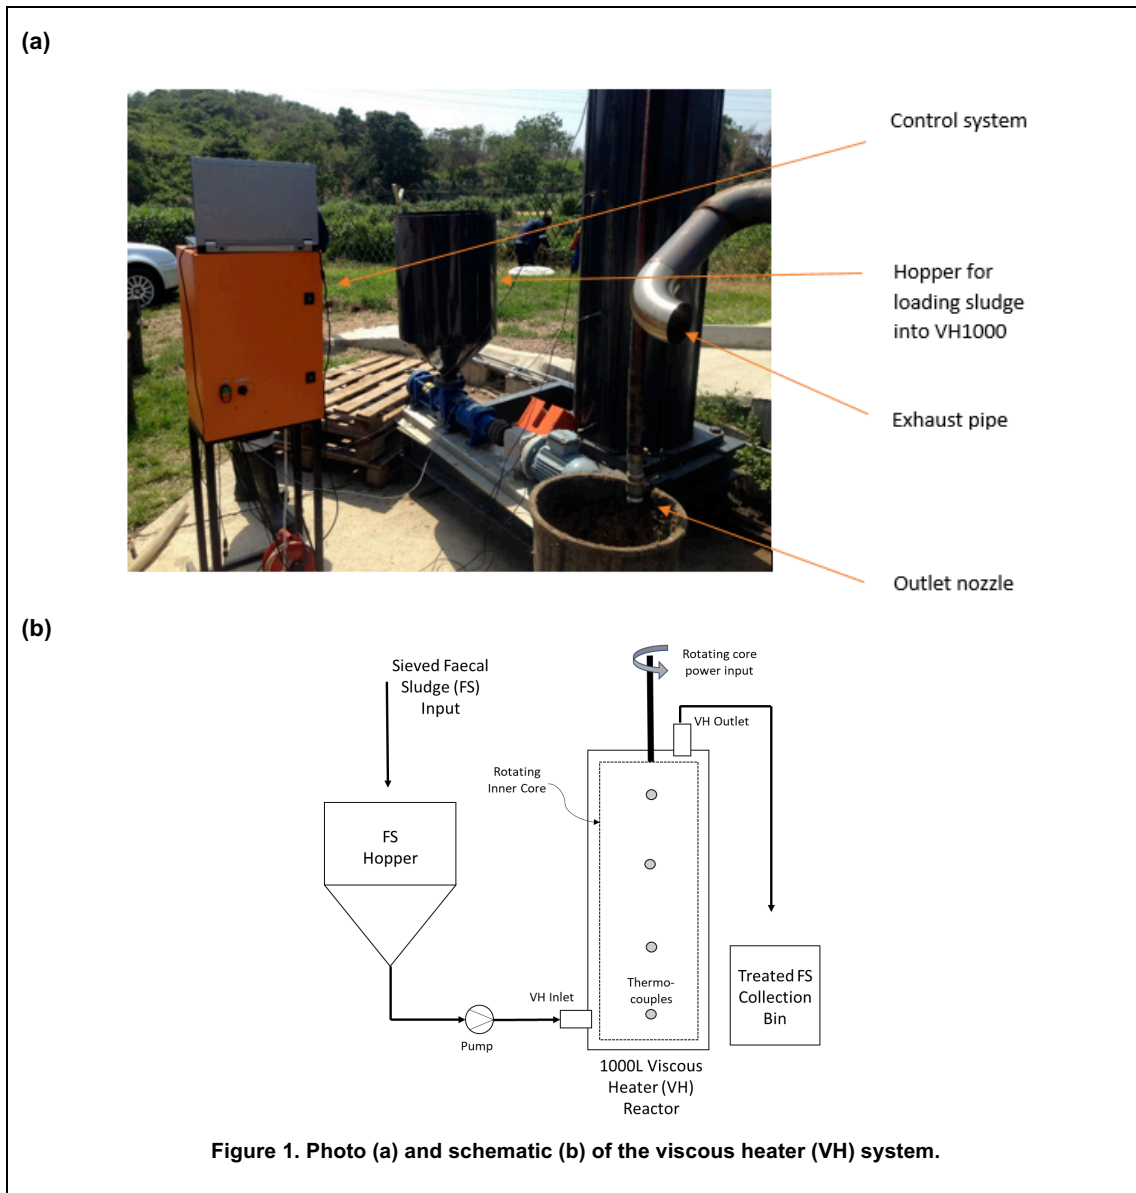 (a)
Control system
Hopper for
loading sludge
into VH1000
Exhaust pipe
Outlet nozzle
(b)
Sieved Faecal
Sludge (FS)
Input
Rotating core
power input
VH Outlet
Rotating
Inner Core
FS
Hopper
Thermo-
couples
VH Inlet
Pump
Treated FS
Collection
Bin
1000L Viscous
Heater (VH)
Reactor
Figure 1. Photo (a) and schematic (b) of the viscous heater (VH) system.